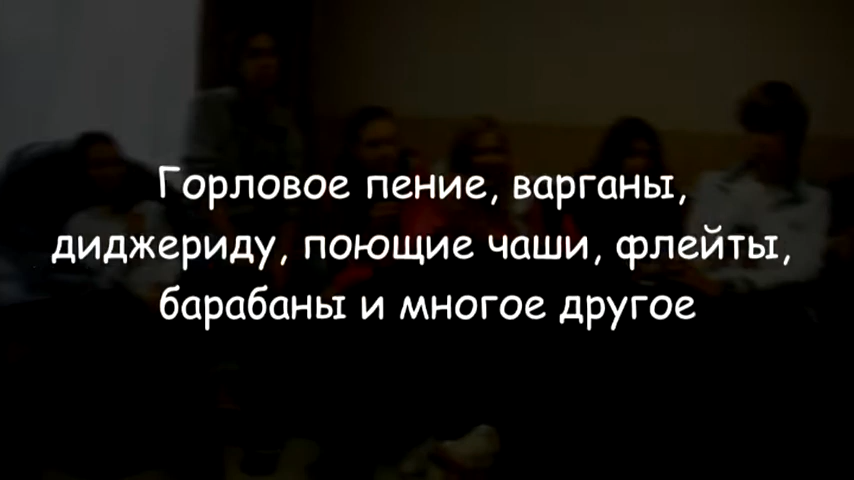 Горловое пение, варганы,
диджериду, поющие чаши, флейты,
барабаны и многое другое